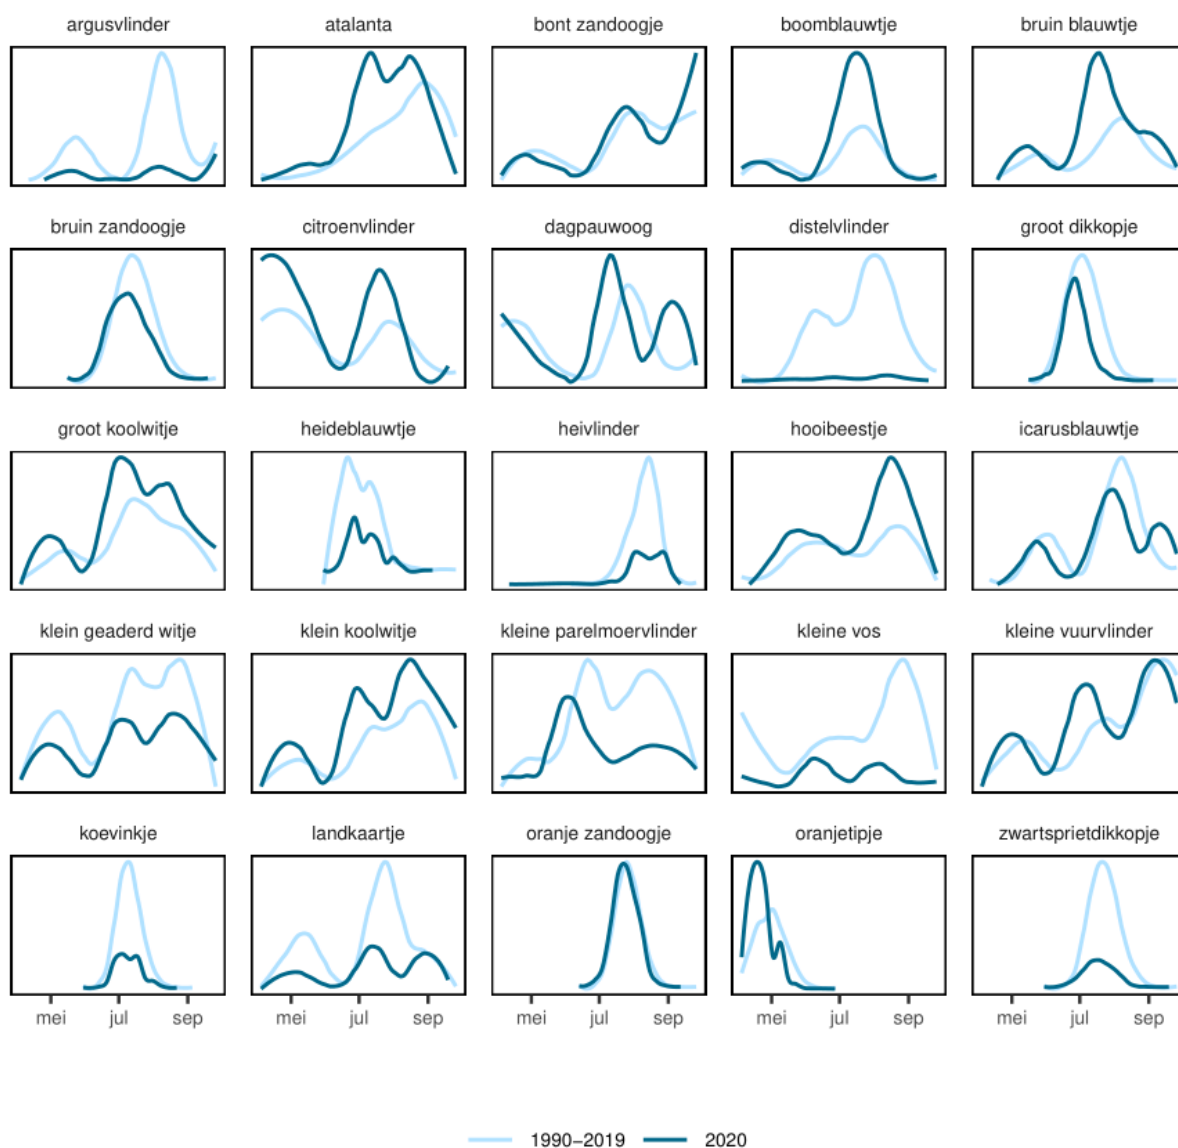 argusvlinder atalanta bont zandoogje boomblauwtje bruin blauwtje
bruin zandoogje citroenvlinder dagpauwoog distelvlinder groot dikkopje
groot koolwitje heideblauwtje heivlinder hooibeestje icarusblauwtje
klein geaderd witje klein koolwitje kleine parelmoervlinder kleine vos kleine vuurvlinder
koevinkje landkaartje oranje zandoogje oranjetipje zwartsprietdikkopje
mei jul sep mei jul sep mei jul sep mei jul sep mei jul sep
1990–2019 2020